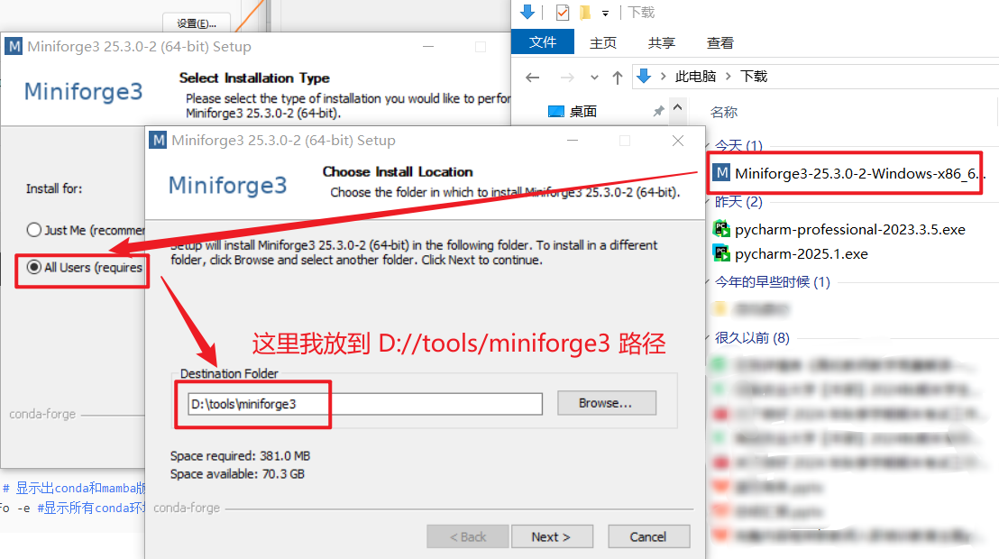 设置(E)...
Miniforge3 25.3.0-2 (64-bit) Setup
Miniforge3
Select Installation Type
Please select the type of installation you would like to perfor
Miniforge3 25.3.0-2 (64-bit).
Install for:
Just Me (recommer
All Users (requires
conda-forge
# 显示出conda和mamba版
fo -e #显示所有conda环境
Miniforge3 25.3.0-2 (64-bit) Setup
Miniforge3
Choose Install Location
Choose the folder in which to install Miniforge3 25.3.0-2 (64-bit).
Setup will install Miniforge3 25.3.0-2 (64-bit) in the following folder. To install in a different
folder, click Browse and select another folder. Click Next to continue.
这里我放到 D://tools/miniforge3 路径
Destination Folder
D:\tools\miniforge3
Browse...
Space required: 381.0 MB
Space available: 70.3 GB
conda-forge
< Back
Next >
Cancel
下载
文件
主页
共享
查看
此电脑
下载
桌面
名称
今天 (1)
Miniforge3-25.3.0-2-Windows-x86_6...
昨天 (2)
pycharm-professional-2023.3.5.exe
pycharm-2025.1.exe
今年的早些时候 (1)
很久以前 (8)